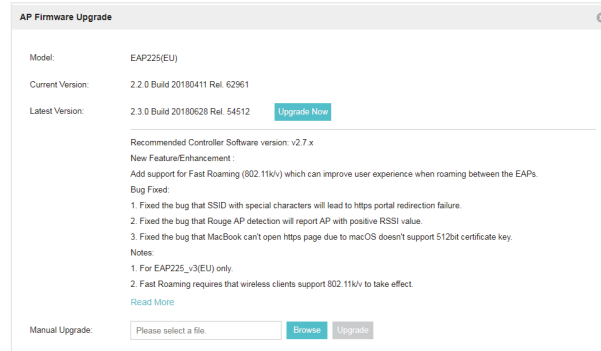 AP Firmware Upgrade
Model: EAP225(EU)
Current Version: 2.2.0 Build 20180411 Rel. 62961
Latest Version: 2.3.0 Build 20180628 Rel. 54512 Upgrade Now
Recommended Controller Software version: v2.7.x
New Feature/Enhancement :
Add support for Fast Roaming (802.11k/v) which can improve user experience when roaming between the EAPs.
Bug Fixed:
1. Fixed the bug that SSID with special characters will lead to https portal redirection failure.
2. Fixed the bug that Rouge AP detection will report AP with positive RSSI value.
3. Fixed the bug that MacBook can't open https page due to macOS doesn't support 512bit certificate key.
Notes:
1. For EAP225_v3(EU) only.
2. Fast Roaming requires that wireless clients support 802.11k/v to take effect.
Read More
Manual Upgrade: Please select a file. Browse Upgrade